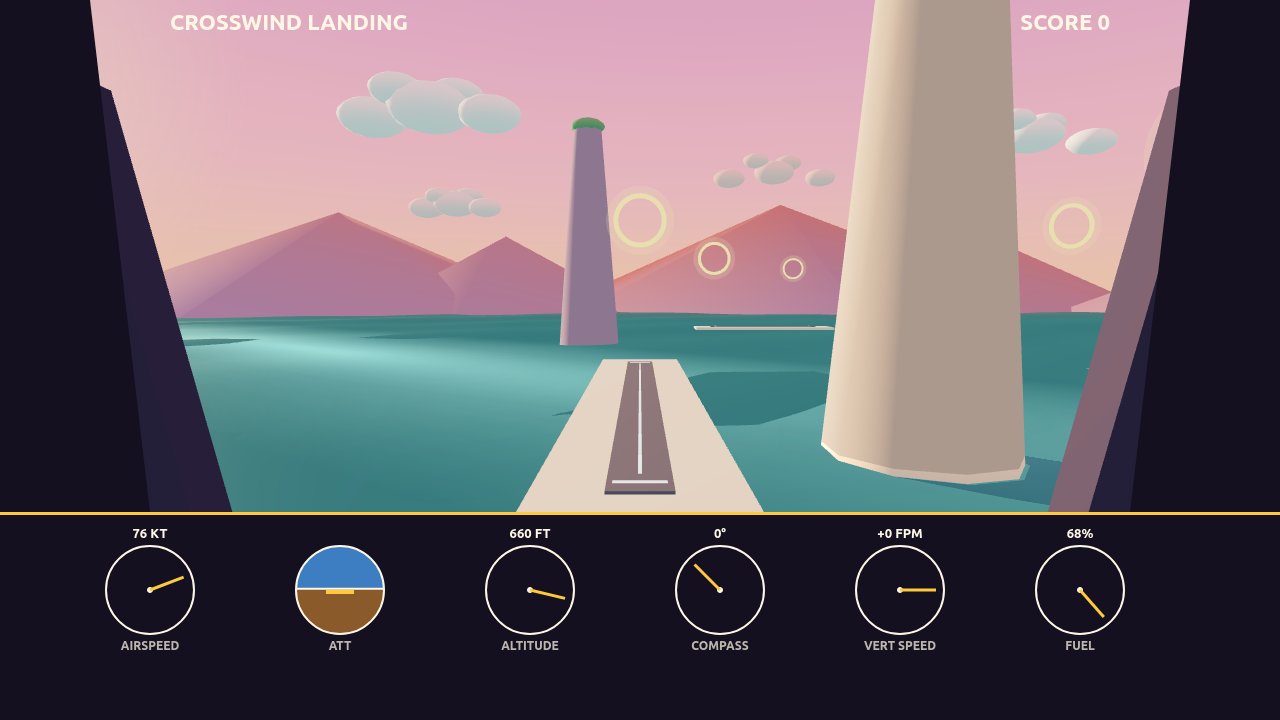 CROSSWIND LANDING
SCORE 0
76 KT
660 FT
0°
+0 FPM
68%
AIRSPEED
ATT
ALTITUDE
COMPASS
VERT SPEED
FUEL